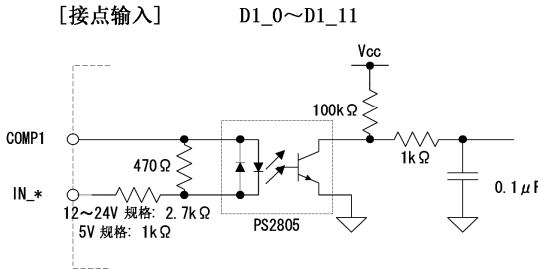 [接点输入] D1_0～D1_11
Vcc
100kΩ
COMP1
470Ω
1kΩ
IN_*
0.1μF
12～24V 规格: 2.7kΩ
5V 规格: 1kΩ
PS2805